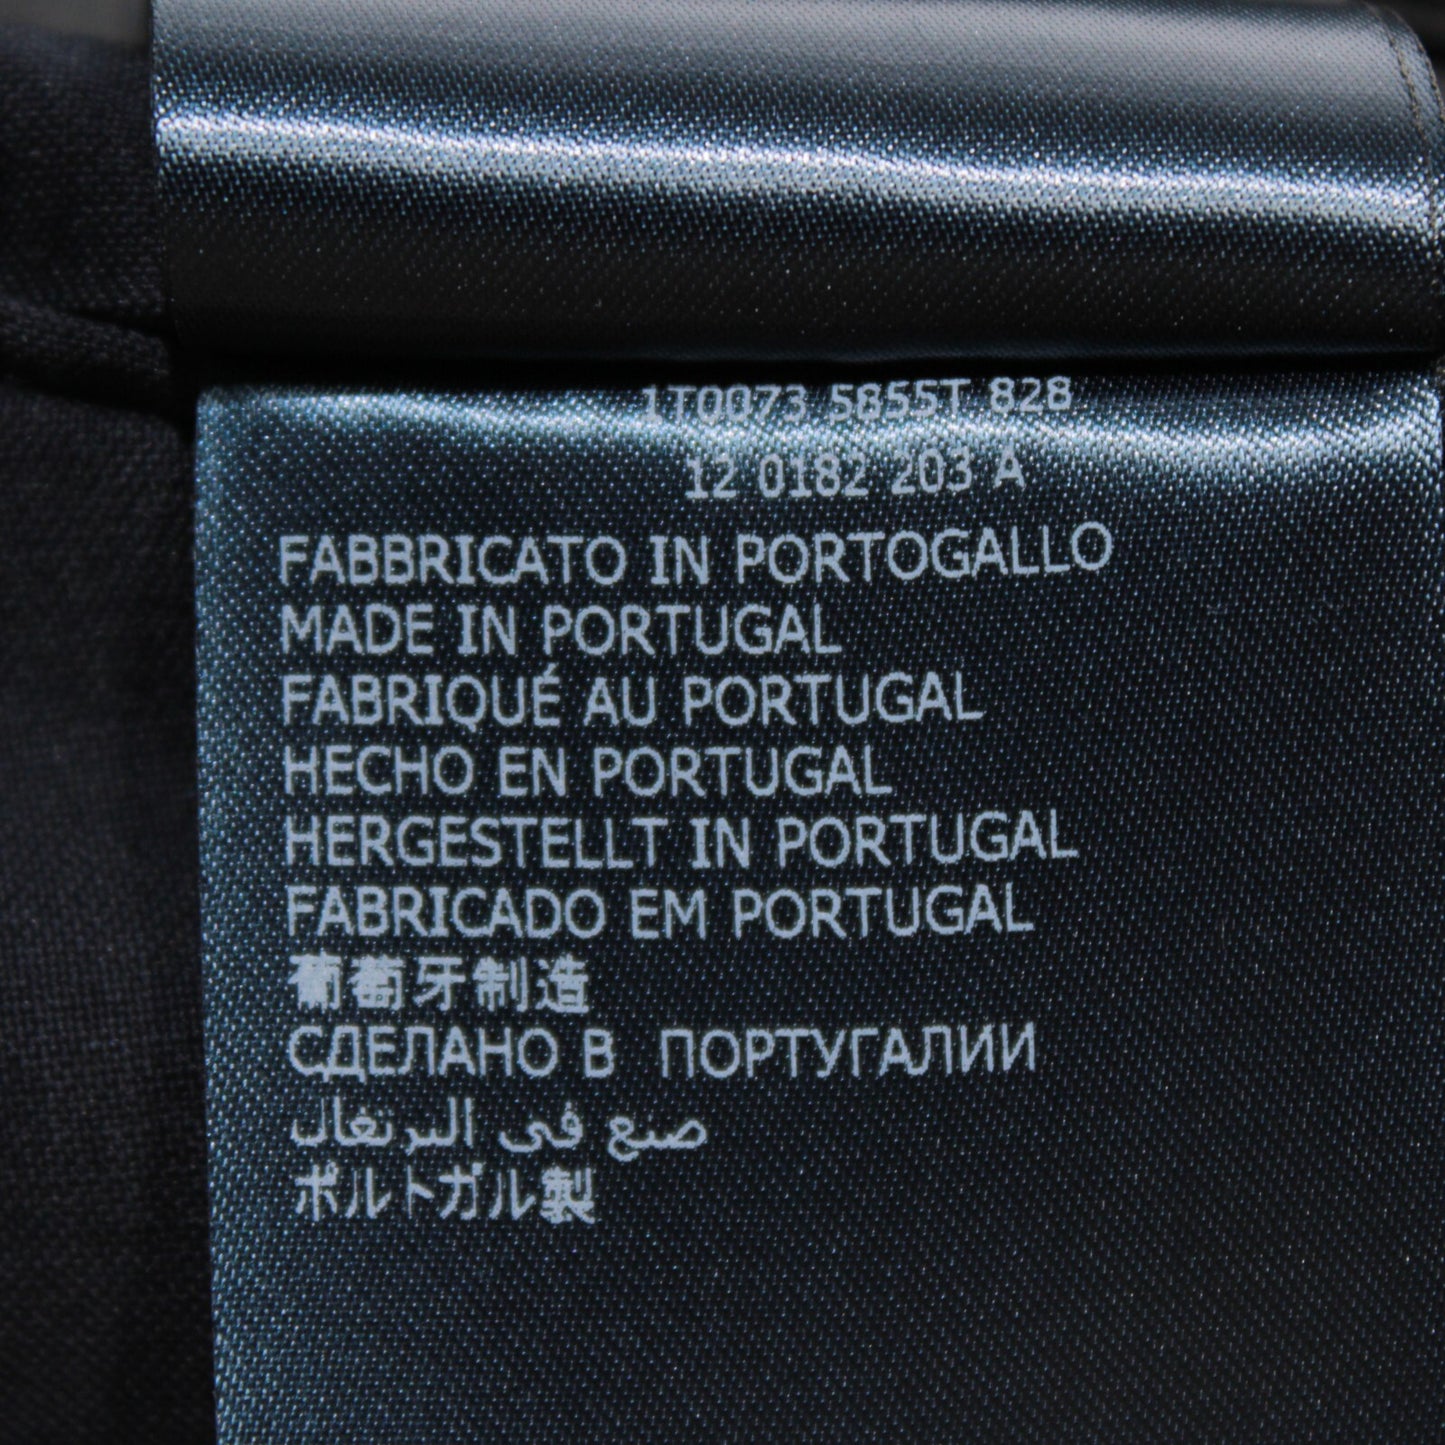 1T0073 5855T 828
12 0182 203 A
FABBRICATO IN PORTOGALLO
MADE IN PORTUGAL
FABRIQUÉ AU PORTUGAL
HECHO EN PORTUGAL
HERGESTELLT IN PORTUGAL
FABRICADO EM PORTUGAL
葡萄牙制造
СДЕЛАНО В ПОРТУГАЛИИ
صنع فى البرتغال
ポルトガル製